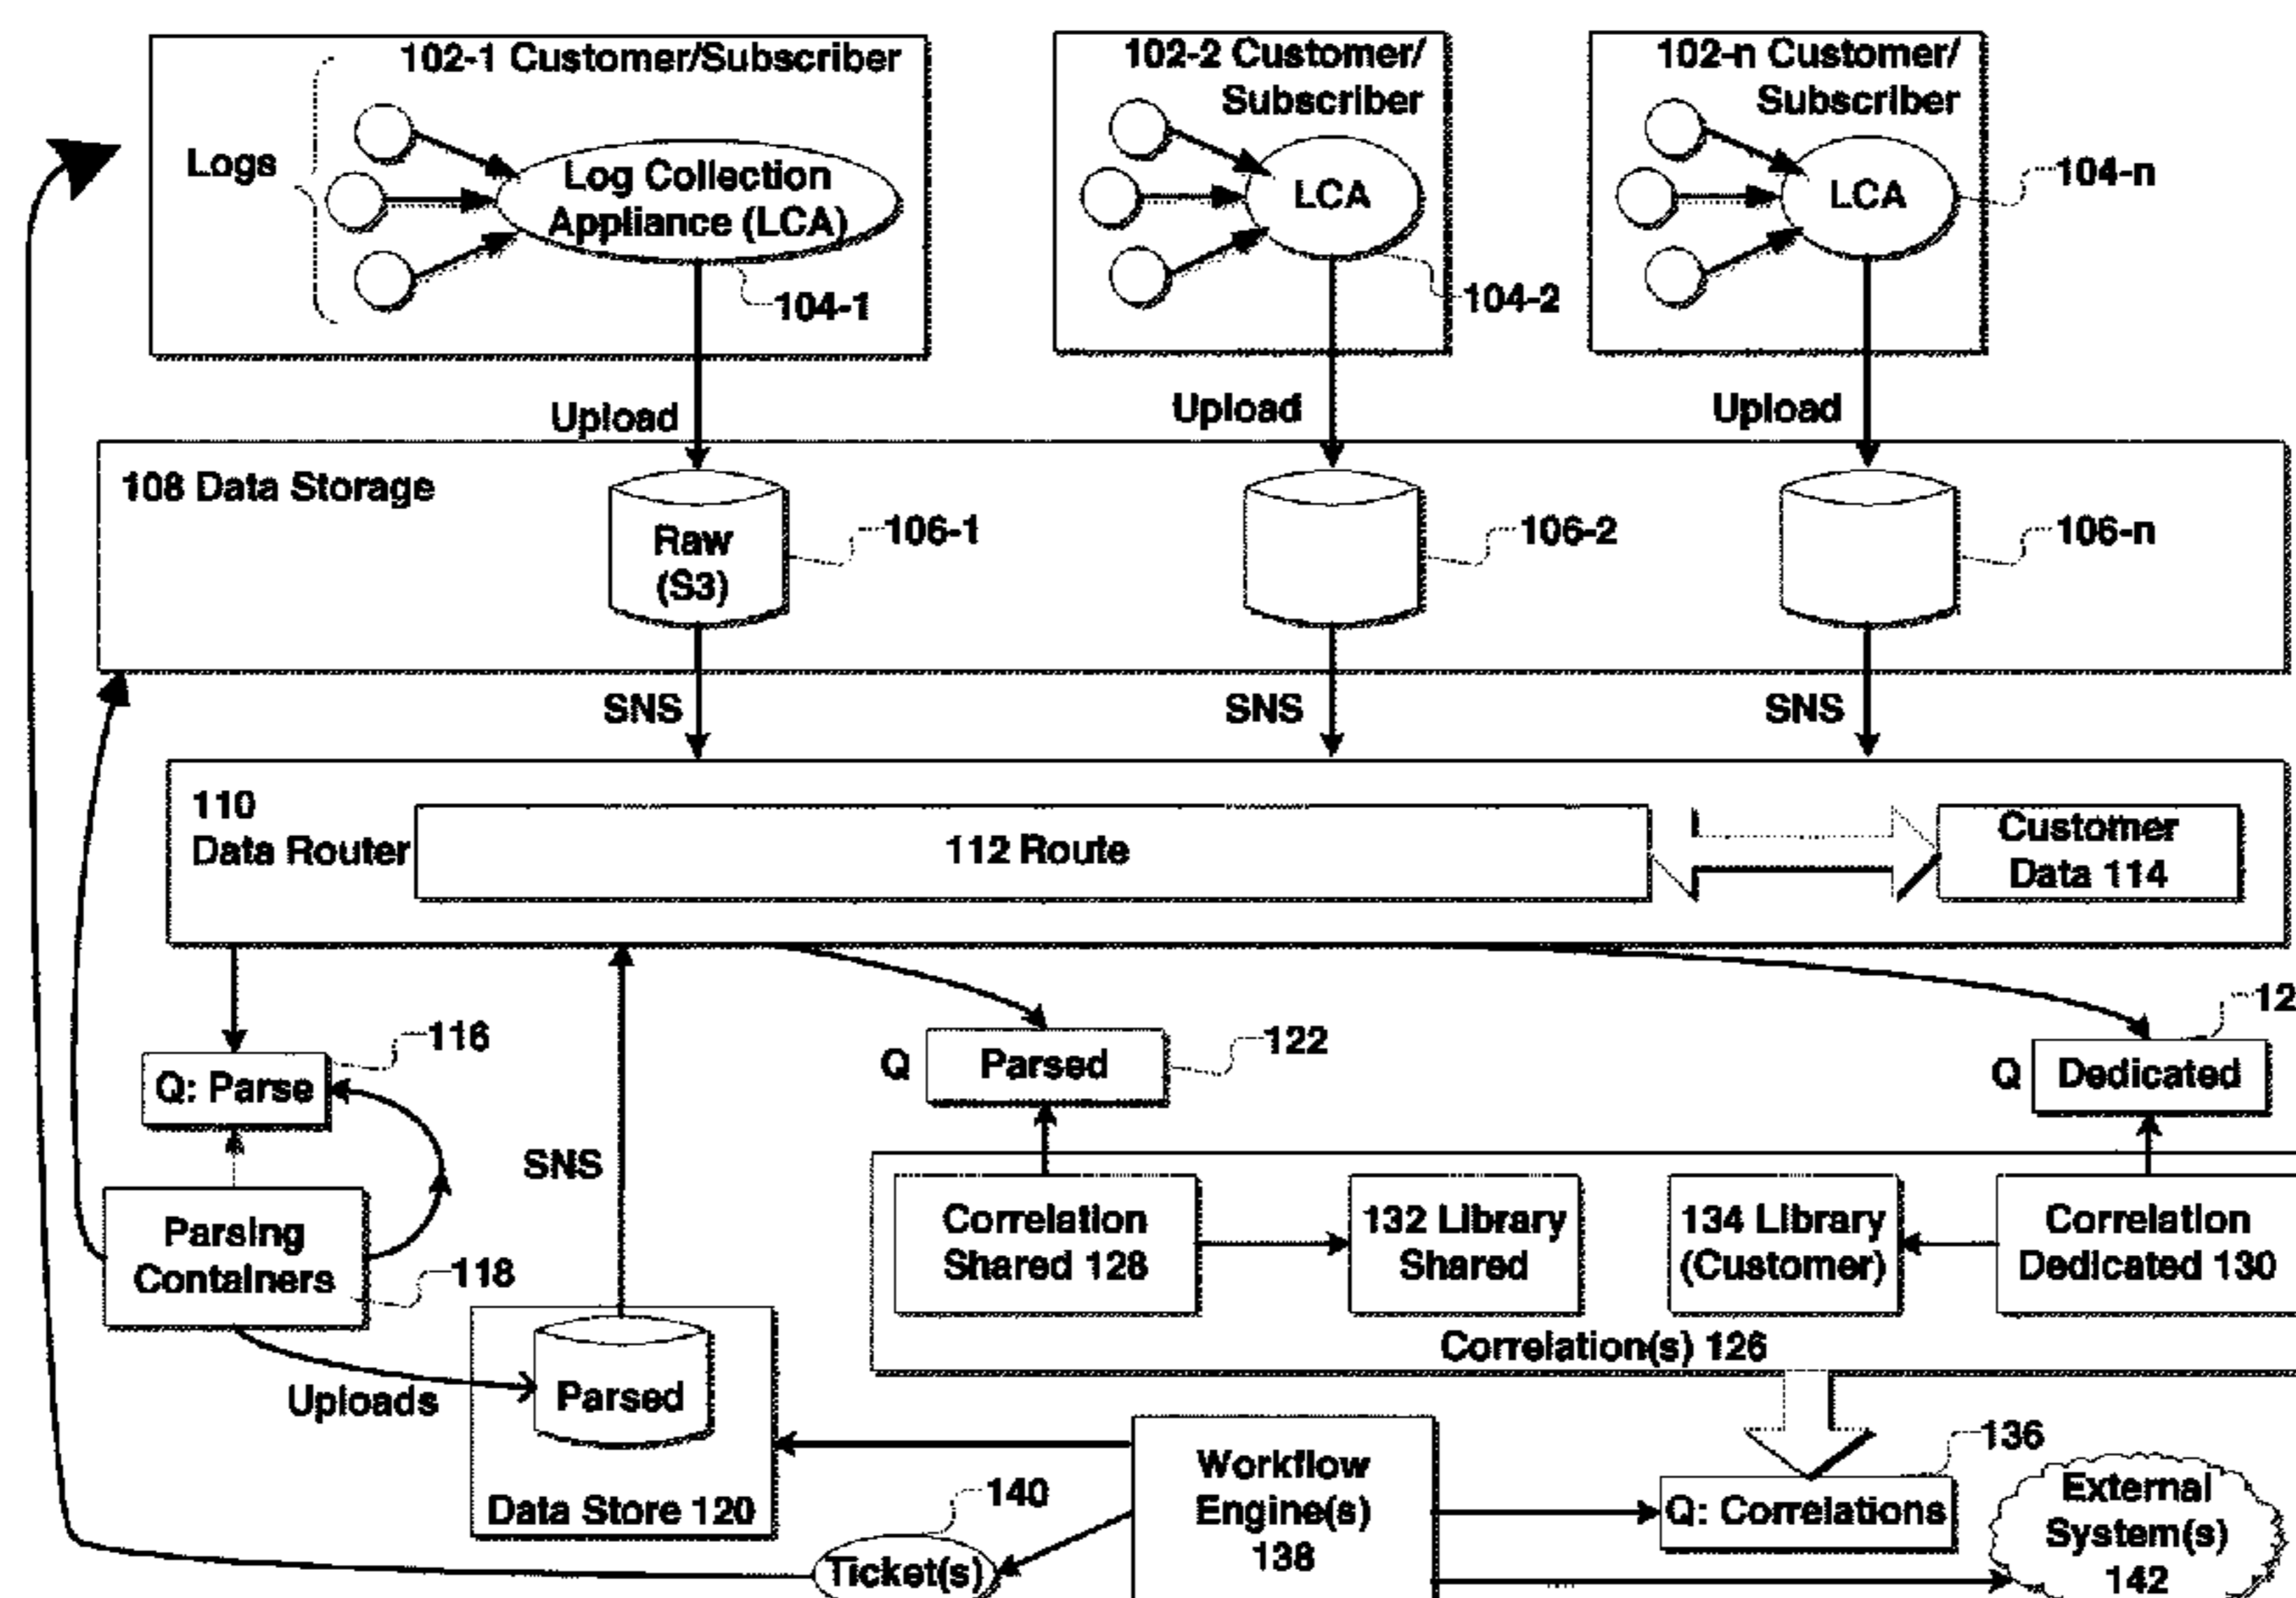 102-1 Customer/Subscriber
Logs
Log Collection
Appliance (LCA)
104-1
102-2 Customer/
Subscriber
LCA
104-2
102-n Customer/
Subscriber
LCA
104-n
Upload
Upload
Upload
108 Data Storage
Raw
(S3)
106-1
106-2
106-n
SNS
SNS
SNS
110
Data Router
112 Route
Customer
Data 114
116
Q: Parse
SNS
Q
Parsed
122
12
Q
Dedicated
Parsing
Containers
118
Correlation
Shared 128
132 Library
Shared
134 Library
(Customer)
Correlation
Dedicated 130
Correlation(s) 126
Uploads
Parsed
Data Store 120
Workflow
Engine(s)
138
136
Q: Correlations
External
System(s)
142
140
Ticket(s)